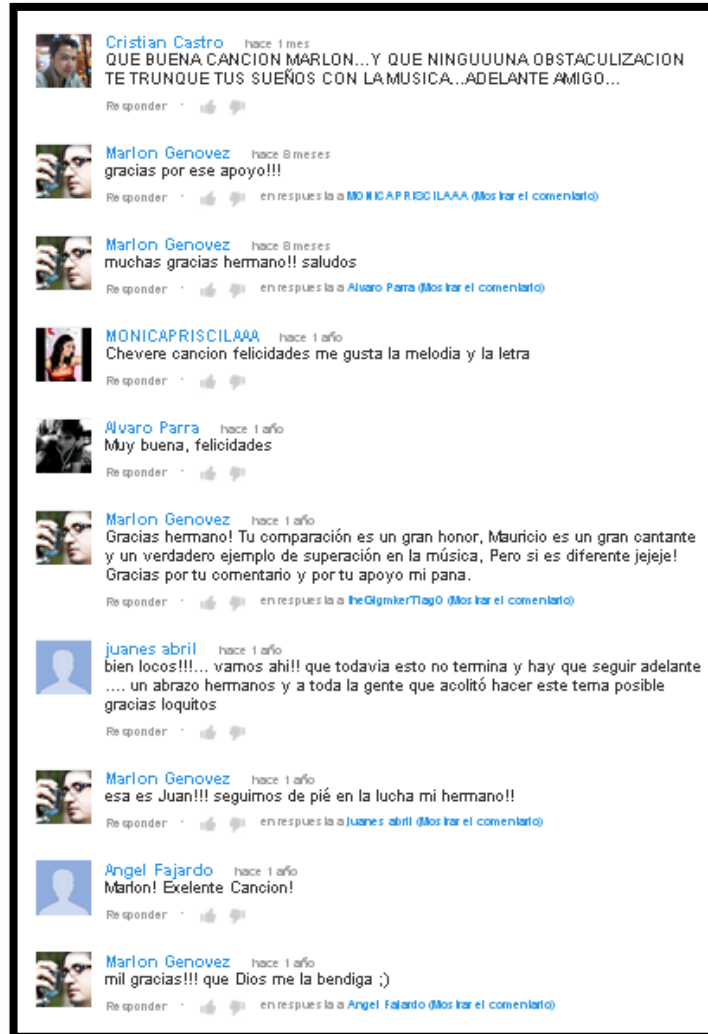 Cristian Castro hace 1 mes
QUE BUENA CANCION MARLON...Y QUE NINGUUUNA OBSTACULIZACION
TE TRUNQUE TUS SUEÑOS CON LA MUSICA...ADELANTE AMIGO...
Responder ·
Marlon Genovez hace 8 meses
gracias por ese apoyo!!!
Responder · en respuesta a MONICAPRISCILAAA (Mostrar el comentario)
Marlon Genovez hace 8 meses
muchas gracias hermano!! saludos
Responder · en respuesta a Alvaro Parra (Mostrar el comentario)
MONICAPRISCILAAA hace 1 año
Chevere cancion felicidades me gusta la melodia y la letra
Responder ·
Alvaro Parra hace 1 año
Muy buena, felicidades
Responder ·
Marlon Genovez hace 1 año
Gracias hermano! Tu comparación es un gran honor, Mauricio es un gran cantante
y un verdadero ejemplo de superación en la música, Pero si es diferente jejeje!
Gracias por tu comentario y por tu apoyo mi pana.
Responder · en respuesta a (Mostrar el comentario)
juanes abril hace 1 año
bien locos!!!... vamos ahi!! que todavia esto no termina y hay que seguir adelante
.... un abrazo hermanos y a toda la gente que acolitó hacer este tema posible
gracias loquitos
Responder ·
Marlon Genovez hace 1 año
esa es Juan!!! seguimos de pié en la lucha mi hermano!!
Responder · en respuesta a juanes abril (Mostrar el comentario)
Angel Fajardo hace 1 año
Marlon! Exelente Cancion!
Responder ·
Marlon Genovez hace 1 año
mil gracias!!! que Dios me la bendiga ;)
Responder · en respuesta a Angel Fajardo (Mostrar el comentario)